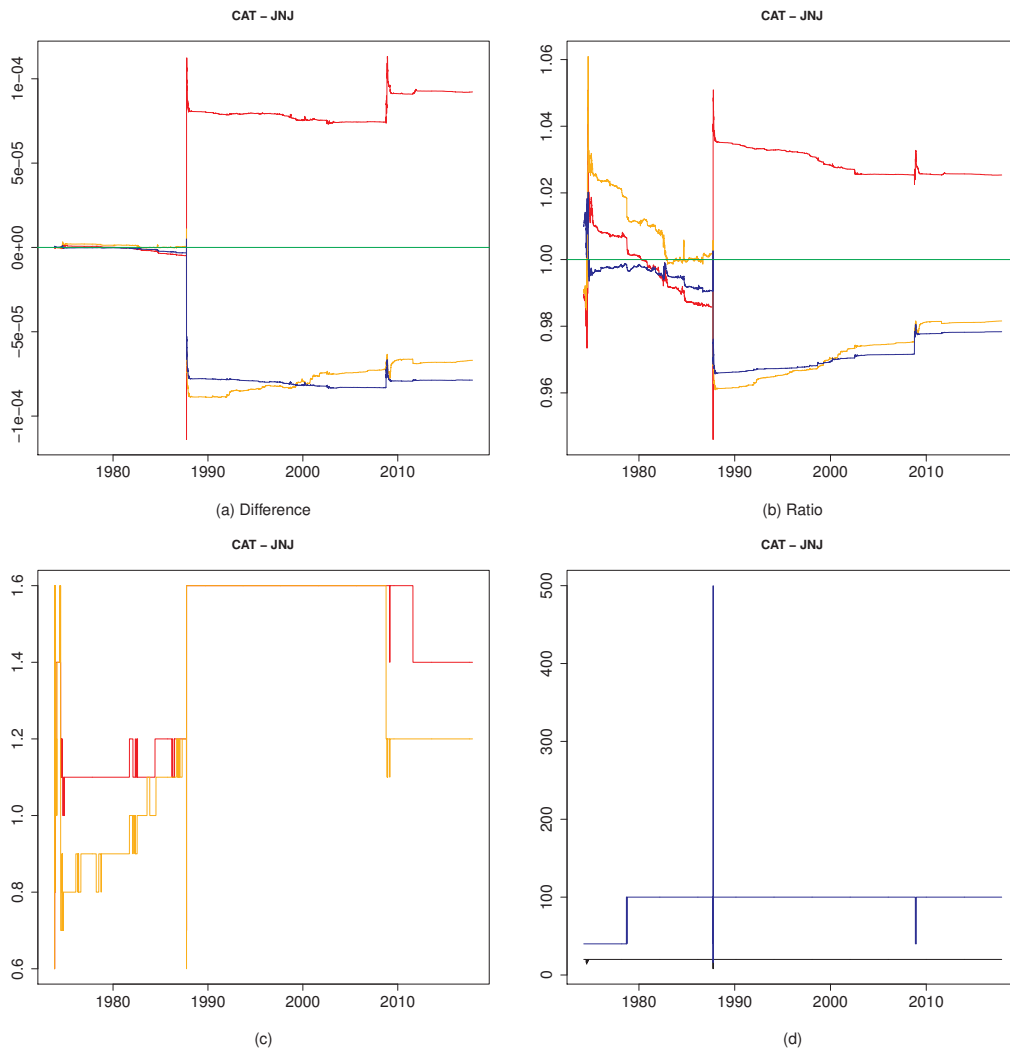 CAT − JNJ
1e−04
5e−05
0e+00
−5e−05
−1e−04
1980 1990 2000 2010
(a) Difference
CAT − JNJ
1.06
1.04
1.02
1.00
0.98
0.96
1980 1990 2000 2010
(b) Ratio
CAT − JNJ
1.6
1.4
1.2
1.0
0.8
0.6
1980 1990 2000 2010
(c)
CAT − JNJ
500
400
300
200
100
0
1980 1990 2000 2010
(d)